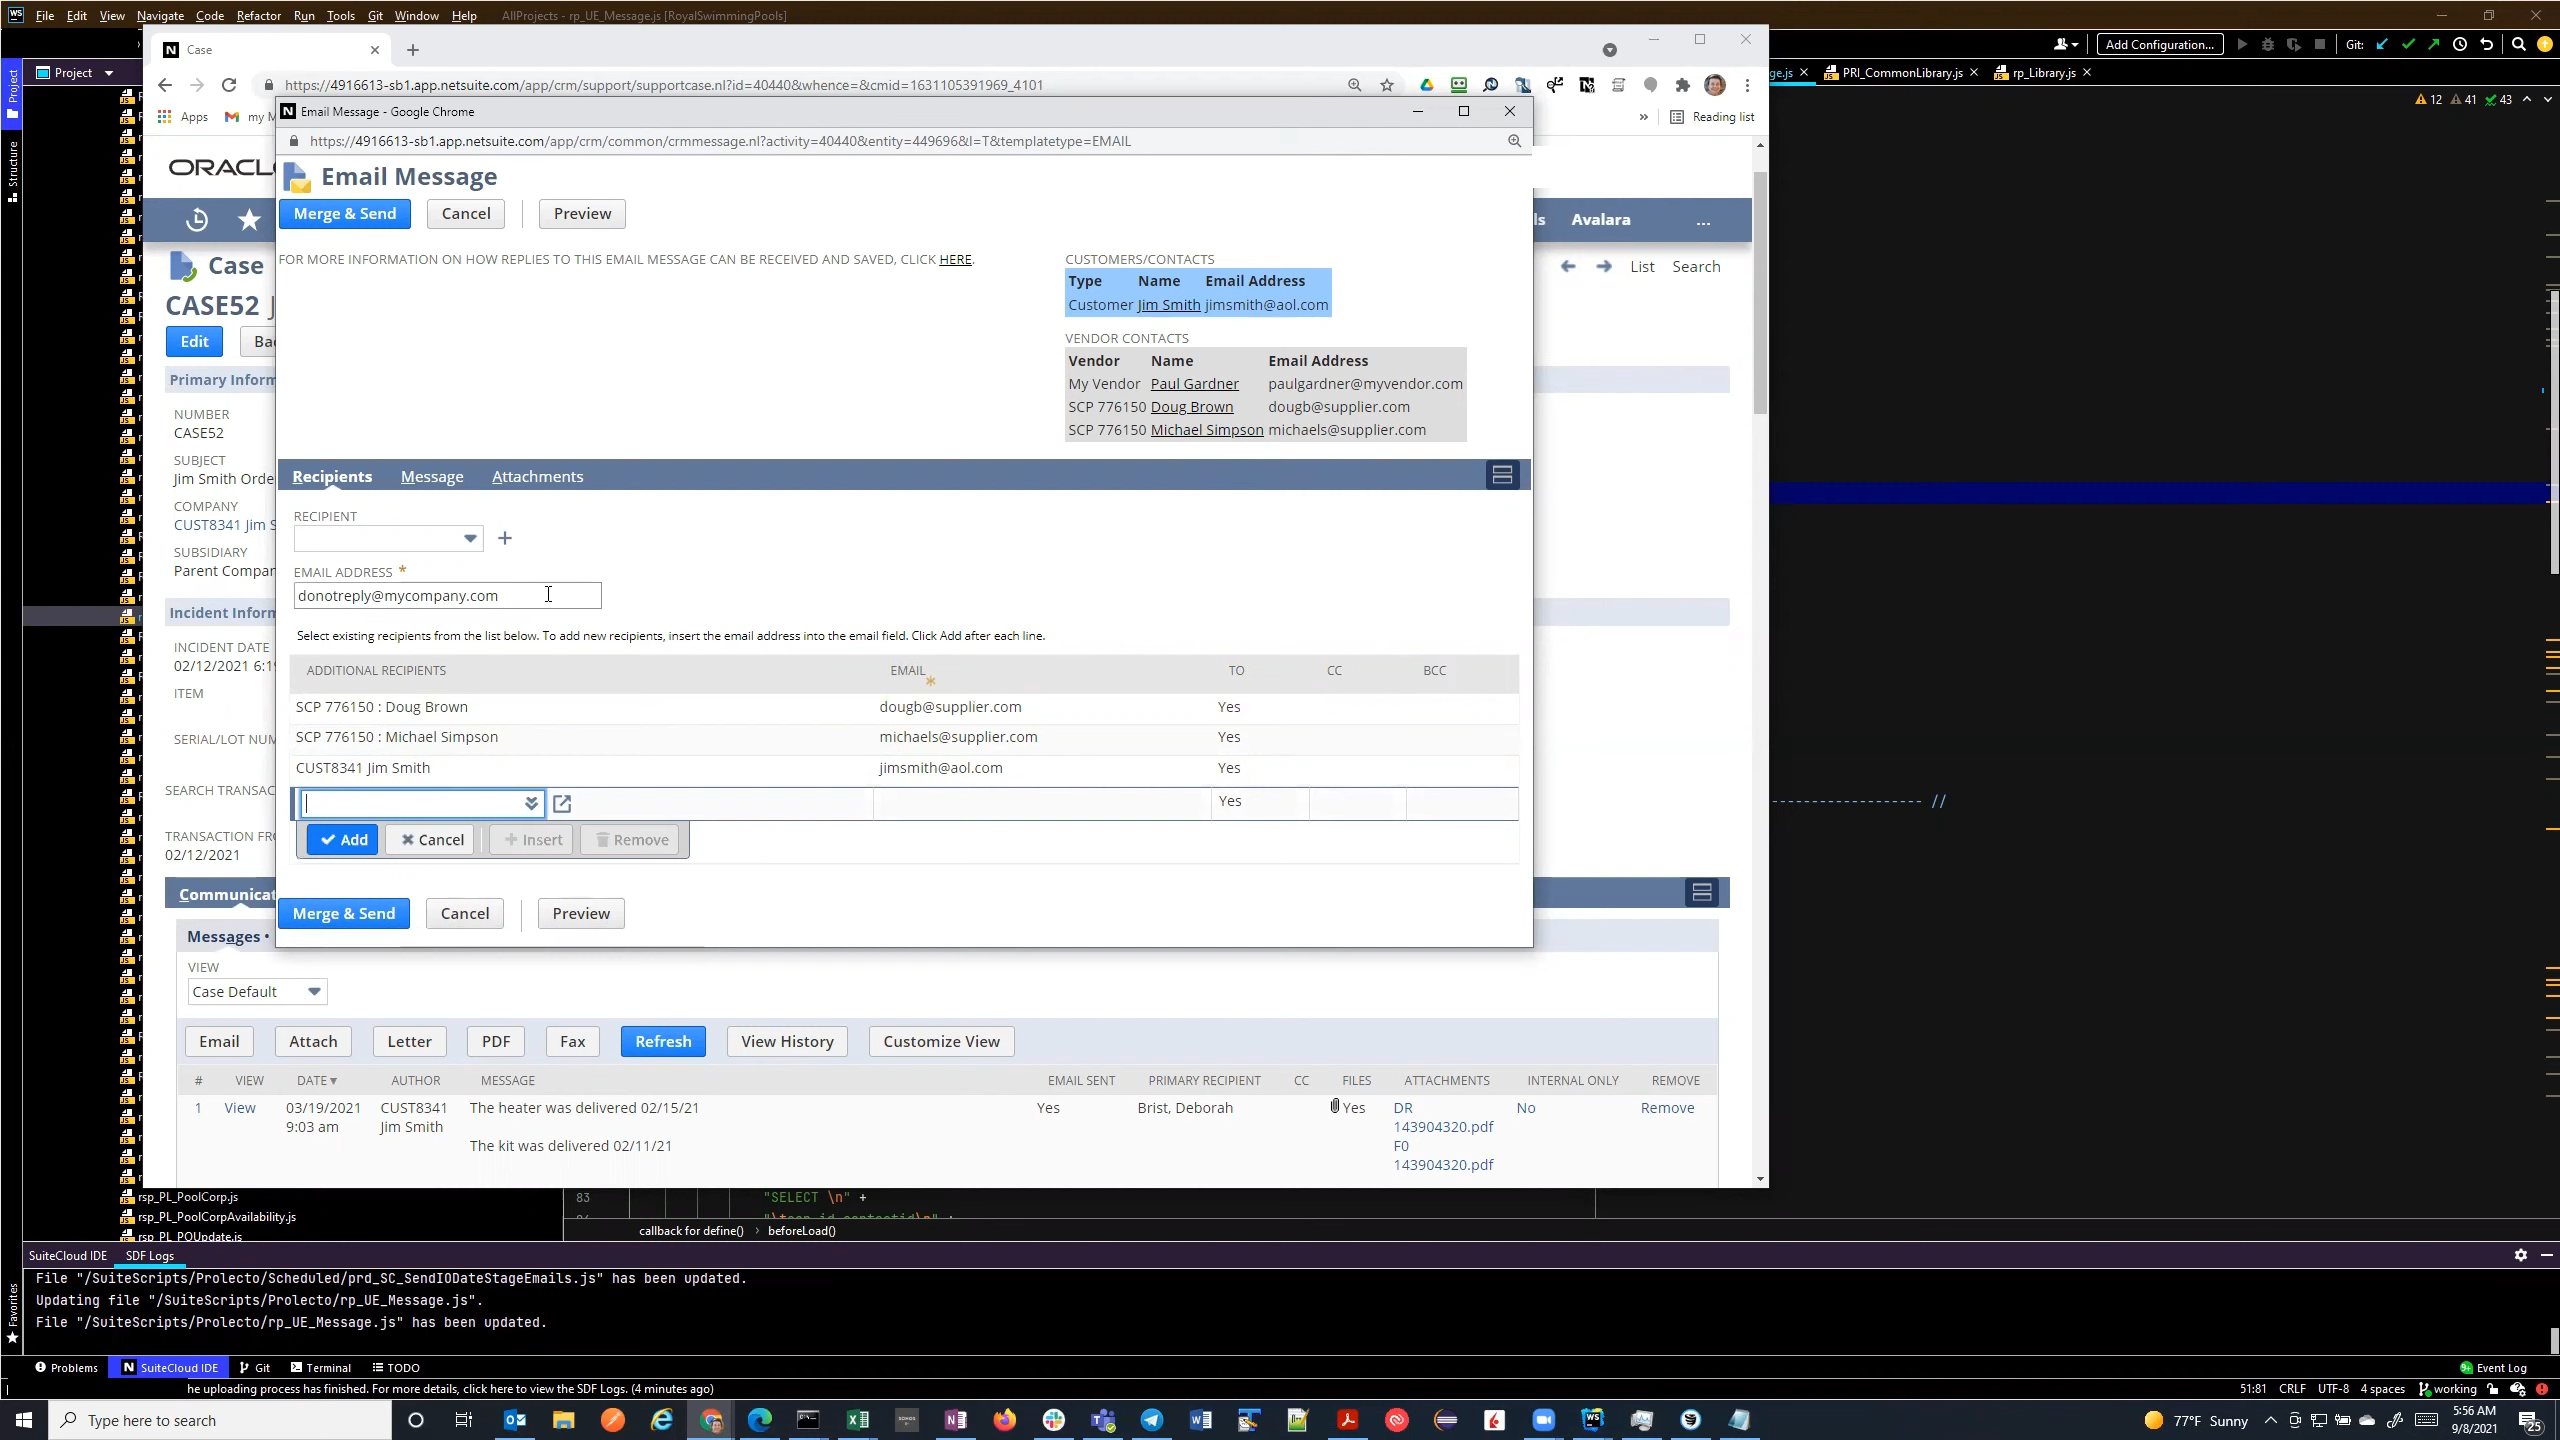 File Edit View Navigate Code Refactor Run Tools Git Window Help AllProjects - rp_UE_Message.js [RoyalSwimmingPools]
Case
Add Configuration... Git:
Project
https://4916613-sb1.app.netsuite.com/app/crm/support/supportcase.nl?id=40440&whence=&cmid=1631105391969_4101
ge.js PRI_CommonLibrary.js rp_Library.js
12 41 43
Apps my M
Reading list
Email Message - Google Chrome
https://4916613-sb1.app.netsuite.com/app/crm/common/crmmessage.nl?activity=40440&entity=449696&l=T&templatetype=EMAIL
ORACL
Email Message
Merge & Send Cancel Preview
ls Avalara ...
FOR MORE INFORMATION ON HOW REPLIES TO THIS EMAIL MESSAGE CAN BE RECEIVED AND SAVED, CLICK HERE.
CUSTOMERS/CONTACTS
Type Name Email Address
Customer Jim Smith jimsmith@aol.com
VENDOR CONTACTS
Vendor Name Email Address
My Vendor Paul Gardner paulgardner@myvendor.com
SCP 776150 Doug Brown dougb@supplier.com
SCP 776150 Michael Simpson michaels@supplier.com
List Search
Case
CASE52 J
Edit Ba
Primary Inform
NUMBER
CASE52
SUBJECT
Jim Smith Orde
COMPANY
CUST8341 Jim S
SUBSIDIARY
Parent Compan
Incident Inform
INCIDENT DATE
02/12/2021 6:19
ITEM
SERIAL/LOT NUM
SEARCH TRANSAC
TRANSACTION FRO
02/12/2021
Recipients Message Attachments
RECIPIENT
EMAIL ADDRESS *
donotreply@mycompany.com
Select existing recipients from the list below. To add new recipients, insert the email address into the email field. Click Add after each line.
ADDITIONAL RECIPIENTS EMAIL * TO CC BCC
SCP 776150 : Doug Brown dougb@supplier.com Yes
SCP 776150 : Michael Simpson michaels@supplier.com Yes
CUST8341 Jim Smith jimsmith@aol.com Yes
Yes
Add Cancel Insert Remove
Merge & Send Cancel Preview
------------------- //
Communicat
Messages •
VIEW
Case Default
Email Attach Letter PDF Fax Refresh View History Customize View
# VIEW DATE AUTHOR MESSAGE EMAIL SENT PRIMARY RECIPIENT CC FILES ATTACHMENTS INTERNAL ONLY REMOVE
1 View 03/19/2021 CUST8341 The heater was delivered 02/15/21 Yes Brist, Deborah Yes DR No Remove
9:03 am Jim Smith 143904320.pdf
The kit was delivered 02/11/21 F0
143904320.pdf
Structure
Favorites
rsp_PL_PoolCorp.js
rsp_PL_PoolCorpAvailability.js
rsp_PL_POUpdate.js
83 "SELECT \n" +
callback for define() › beforeLoad()
SuiteCloud IDE SDF Logs
File "/SuiteScripts/Prolecto/Scheduled/prd_SC_SendIODateStageEmails.js" has been updated.
Updating file "/SuiteScripts/Prolecto/rp_UE_Message.js".
File "/SuiteScripts/Prolecto/rp_UE_Message.js" has been updated.
Problems SuiteCloud IDE Git Terminal TODO Event Log
he uploading process has finished. For more details, click here to view the SDF Logs. (4 minutes ago)
51:81 CRLF UTF-8 4 spaces working
Type here to search
77°F Sunny
5:56 AM
9/8/2021
25